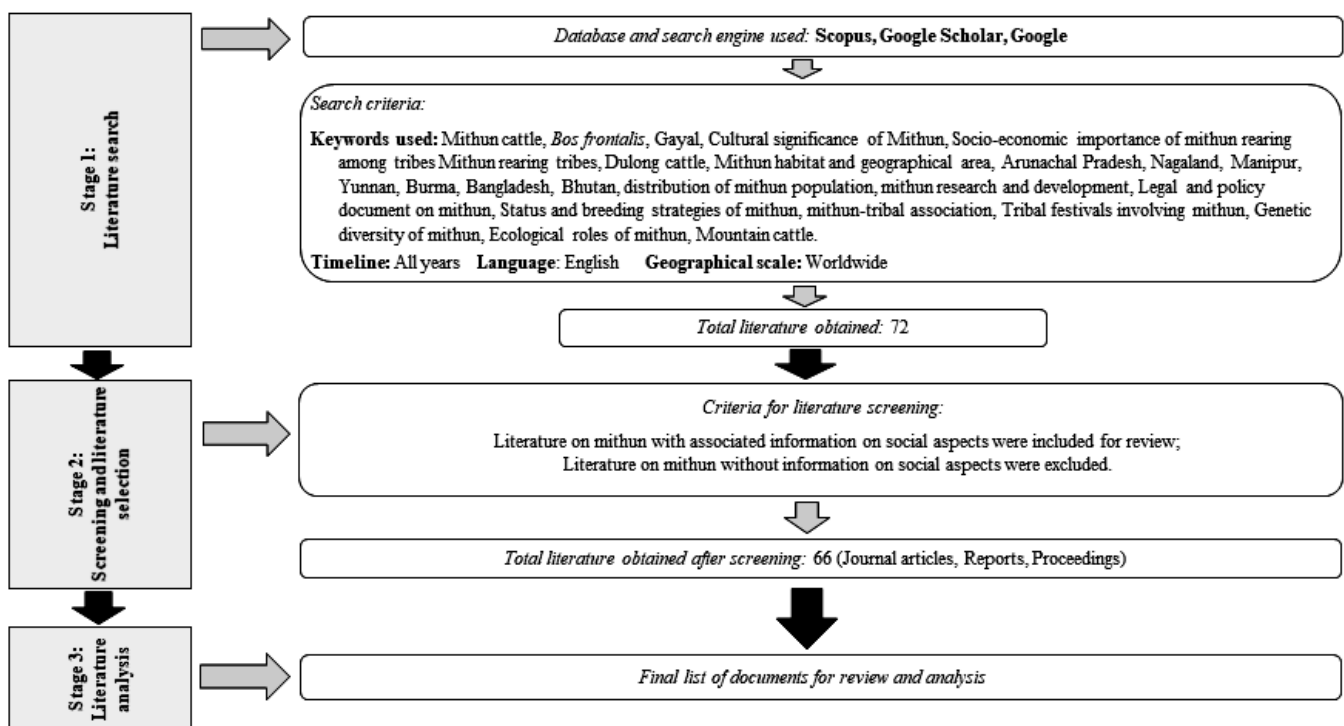 Stage 1:
Literature search
Database and search engine used: Scopus, Google Scholar, Google
Search criteria:
Keywords used: Mithun cattle, Bos frontalis, Gayal, Cultural significance of Mithun, Socio-economic importance of mithun rearing
among tribes Mithun rearing tribes, Dulong cattle, Mithun habitat and geographical area, Arunachal Pradesh, Nagaland, Manipur,
Yunnan, Burma, Bangladesh, Bhutan, distribution of mithun population, mithun research and development, Legal and policy
document on mithun, Status and breeding strategies of mithun, mithun-tribal association, Tribal festivals involving mithun, Genetic
diversity of mithun, Ecological roles of mithun, Mountain cattle.
Timeline: All years Language: English Geographical scale: Worldwide
Total literature obtained: 72
Stage 2:
Screening and literature
selection
Criteria for literature screening:
Literature on mithun with associated information on social aspects were included for review;
Literature on mithun without information on social aspects were excluded.
Total literature obtained after screening: 66 (Journal articles, Reports, Proceedings)
Stage 3:
Literature
analysis
Final list of documents for review and analysis